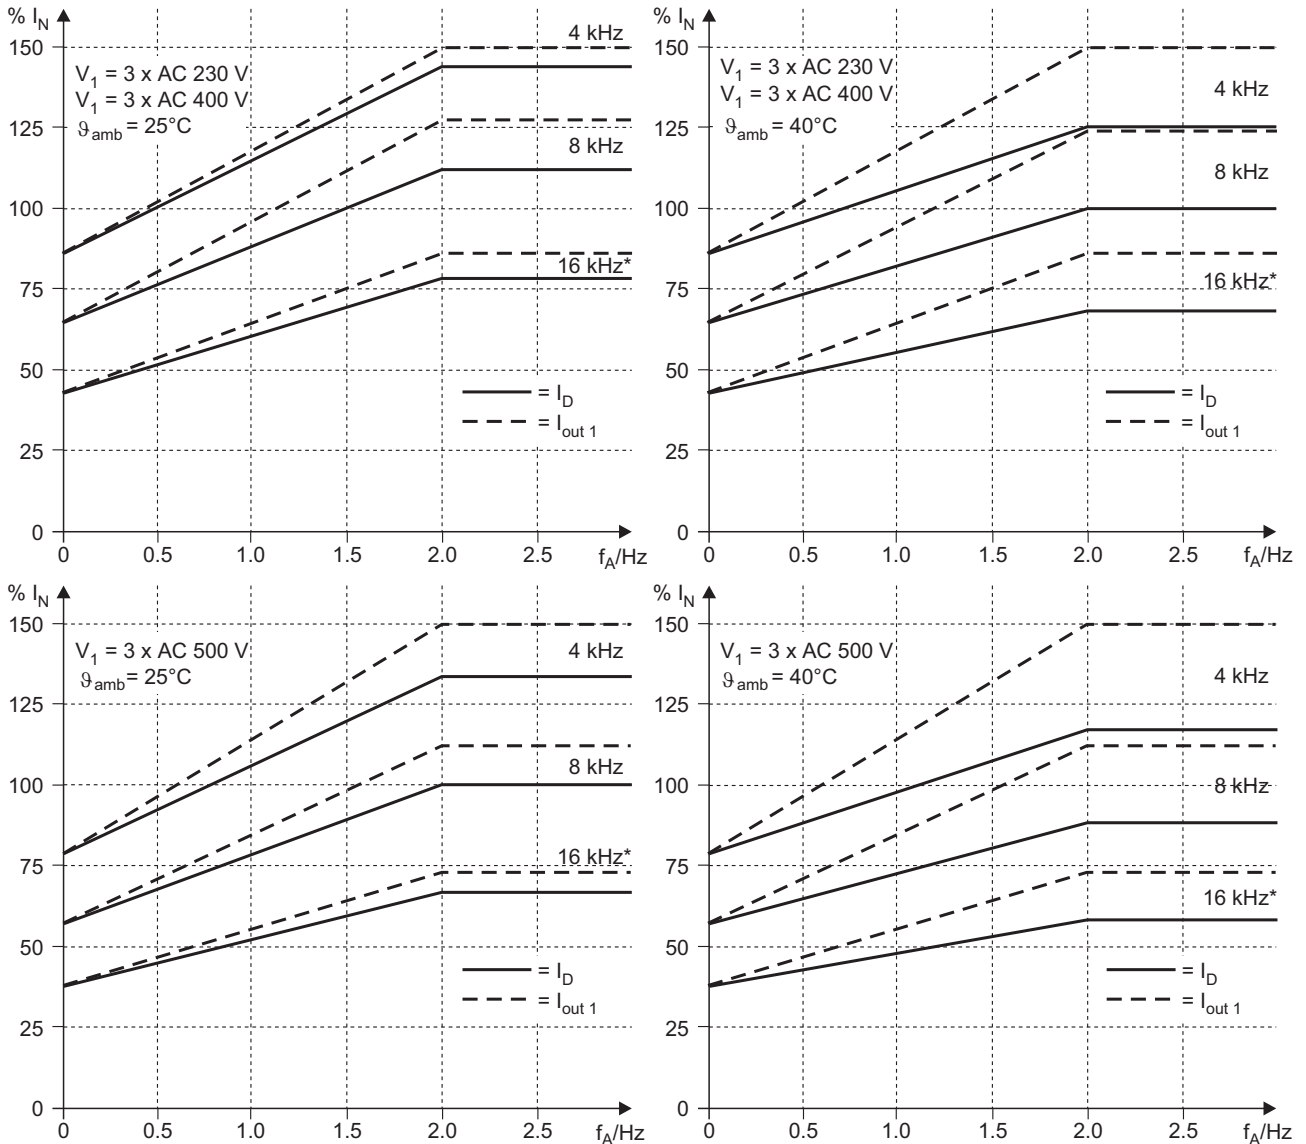 % I_N
150
125
100
75
50
25
0
V_1 = 3 x AC 230 V
V_1 = 3 x AC 400 V
ϑ_amb = 25°C
4 kHz
8 kHz
16 kHz*
= I_D
= I_out 1
0 0.5 1.0 1.5 2.0 2.5 f_A/Hz
% I_N
150
125
100
75
50
25
0
V_1 = 3 x AC 230 V
V_1 = 3 x AC 400 V
ϑ_amb = 40°C
4 kHz
8 kHz
16 kHz*
= I_D
= I_out 1
0 0.5 1.0 1.5 2.0 2.5 f_A/Hz
% I_N
150
125
100
75
50
25
0
V_1 = 3 x AC 500 V
ϑ_amb = 25°C
4 kHz
8 kHz
16 kHz*
= I_D
= I_out 1
0 0.5 1.0 1.5 2.0 2.5 f_A/Hz
% I_N
150
125
100
75
50
25
0
V_1 = 3 x AC 500 V
ϑ_amb = 40°C
4 kHz
8 kHz
16 kHz*
= I_D
= I_out 1
0 0.5 1.0 1.5 2.0 2.5 f_A/Hz